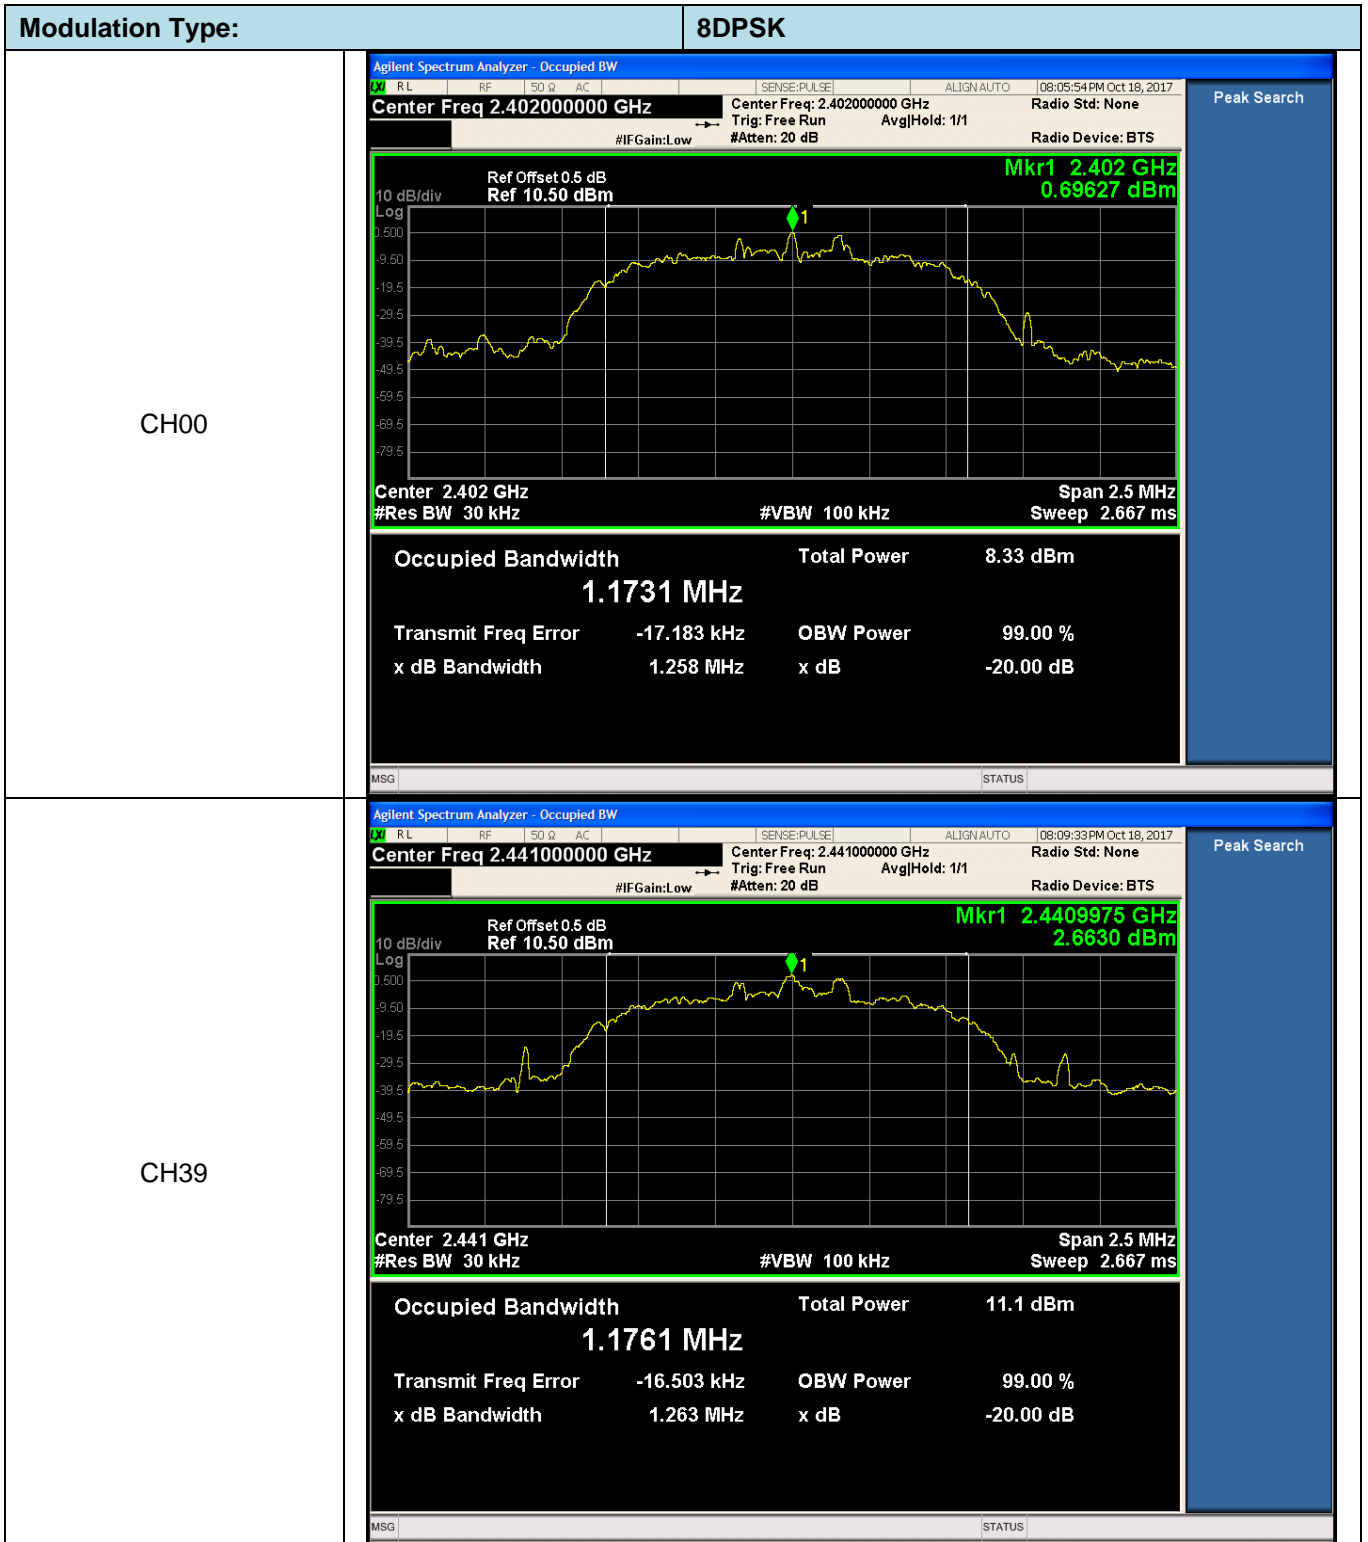 Modulation Type: 8DPSK
CH00
Agilent Spectrum Analyzer - Occupied BW
LXI RL RF 50 Ω AC SENSE:PULSE ALIGN AUTO 08:05:54 PM Oct 18, 2017
Center Freq 2.402000000 GHz
Center Freq: 2.402000000 GHz Radio Std: None
Trig: Free Run Avg|Hold: 1/1
#IFGain:Low #Atten: 20 dB Radio Device: BTS
Peak Search
Mkr1 2.402 GHz
0.69627 dBm
Ref Offset 0.5 dB
10 dB/div Ref 10.50 dBm
Log
0.500
-9.50
-19.5
-29.5
-39.5
-49.5
-59.5
-69.5
-79.5
1
Center 2.402 GHz Span 2.5 MHz
#Res BW 30 kHz #VBW 100 kHz Sweep 2.667 ms
Occupied Bandwidth Total Power 8.33 dBm
1.1731 MHz
Transmit Freq Error -17.183 kHz OBW Power 99.00 %
x dB Bandwidth 1.258 MHz x dB -20.00 dB
MSG STATUS
CH39
Agilent Spectrum Analyzer - Occupied BW
LXI RL RF 50 Ω AC SENSE:PULSE ALIGN AUTO 08:09:33 PM Oct 18, 2017
Center Freq 2.441000000 GHz
Center Freq: 2.441000000 GHz Radio Std: None
Trig: Free Run Avg|Hold: 1/1
#IFGain:Low #Atten: 20 dB Radio Device: BTS
Peak Search
Mkr1 2.4409975 GHz
2.6630 dBm
Ref Offset 0.5 dB
10 dB/div Ref 10.50 dBm
Log
0.500
-9.50
-19.5
-29.5
-39.5
-49.5
-59.5
-69.5
-79.5
1
Center 2.441 GHz Span 2.5 MHz
#Res BW 30 kHz #VBW 100 kHz Sweep 2.667 ms
Occupied Bandwidth Total Power 11.1 dBm
1.1761 MHz
Transmit Freq Error -16.503 kHz OBW Power 99.00 %
x dB Bandwidth 1.263 MHz x dB -20.00 dB
MSG STATUS